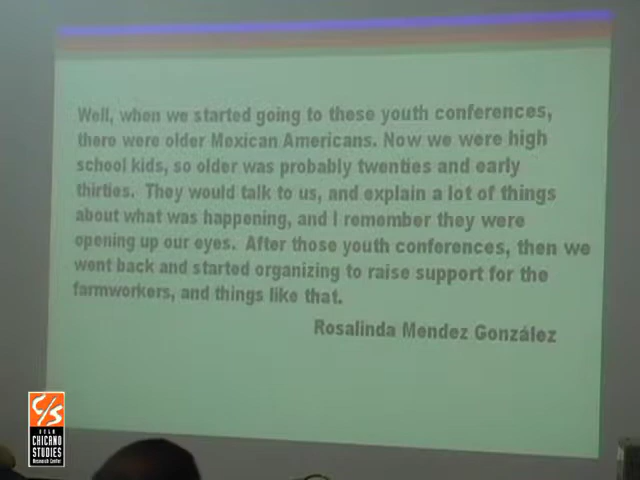 Well, when we started going to these youth conferences,
there were older Mexican Americans. Now we were high
school kids, so older was probably twenties and early
thirties. They would talk to us, and explain a lot of things
about what was happening, and I remember they were
opening up our eyes. After those youth conferences, then we
went back and started organizing to raise support for the
farmworkers, and things like that.
Rosalinda Mendez González
C/S
UCLA
CHICANO
STUDIES
Research Center